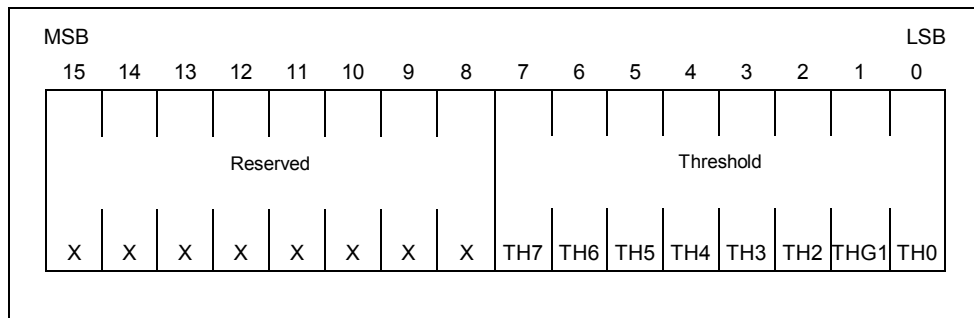 MSB LSB
15 14 13 12 11 10 9 8 7 6 5 4 3 2 1 0
Reserved Threshold
X X X X X X X X TH7 TH6 TH5 TH4 TH3 TH2 THG1 TH0